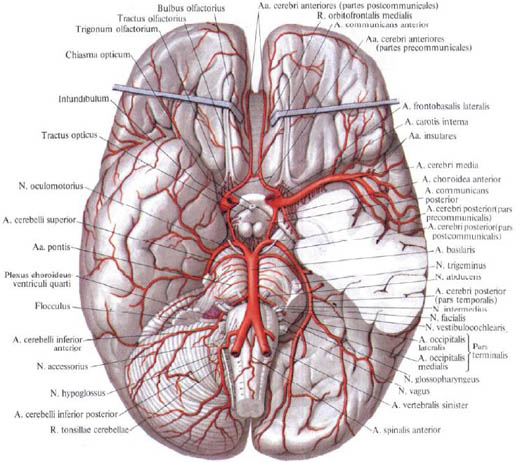 Bulbus olfactorius
Tractus olfactorius
Trigonum olfactorium
Chiasma opticum
Infundibulum
Tractus opticus
N. oculomotorius
A. cerebelli superior
Aa. pontis
Plexus choroideus
ventriculi quarti
Flocculus
A. cerebelli inferior
anterior
N. accessorius
N. hypoglossus
A. cerebelli inferior posterior
R. tonsillae cerebellae
Aa. cerebri anteriores (partes postcommunicales)
R. orbitofrontalis medialis
A. communicans anterior
Aa. cerebri anteriores
(partes precommunicales)
A. frontobasalis lateralis
A. carotis interna
Aa. insulares
A. cerebri media
A. choroidea anterior
A. communicans
posterior
A. cerebri posterior(pars
precommunicalis)
A. cerebri posterior(pars
postcommunicalis)
A. basilaris
N. trigeminus
N. abducens
A. cerebri posterior
(pars temporalis)
N. intermedius
N. facialis
N. vestibulocochlearis
A. occipitalis
lateralis
A. occipitalis
medialis
Pars
terminalis
N. glossopharyngeus
N. vagus
A. vertebralis sinister
A. spinalis anterior